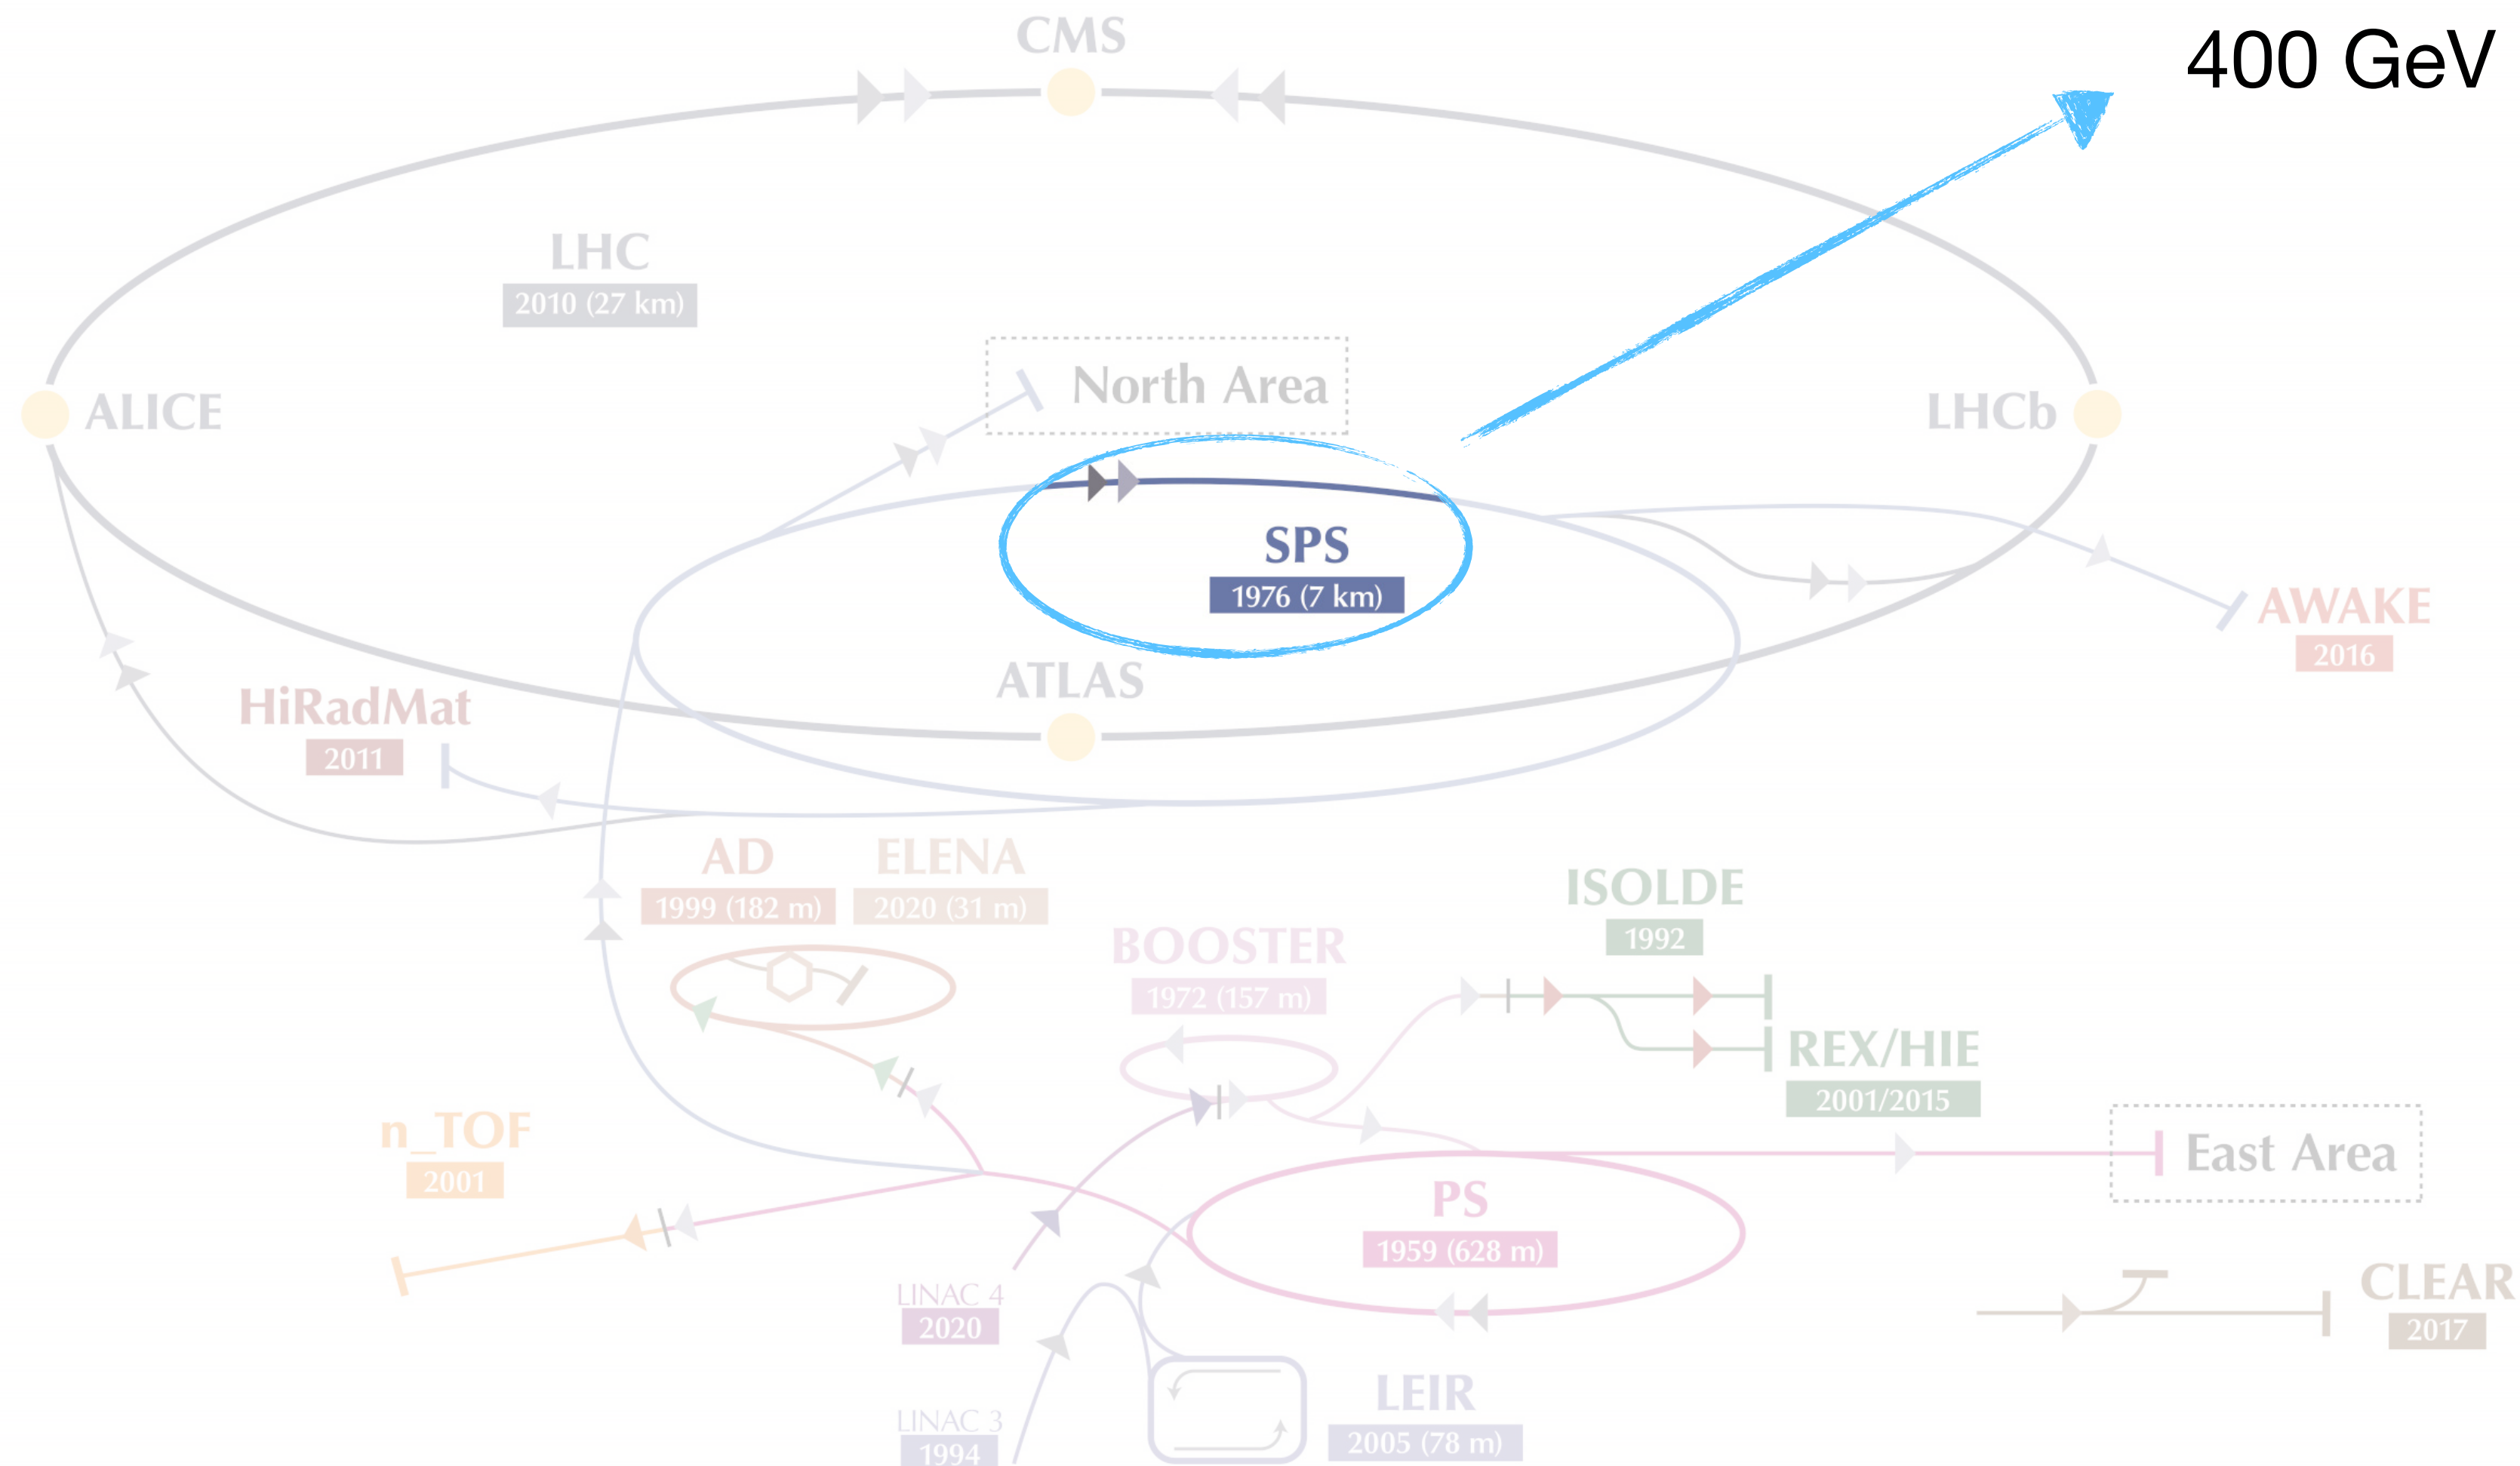 CMS
400 GeV
LHC
2010 (27 km)
North Area
ALICE
LHCb
SPS
1976 (7 km)
AWAKE
2016
ATLAS
HiRadMat
2011
AD
1999 (182 m)
ELENA
2020 (31 m)
ISOLDE
1992
BOOSTER
1972 (157 m)
REX/HIE
2001/2015
n_TOF
2001
East Area
PS
1959 (628 m)
LINAC 4
2020
CLEAR
2017
LEIR
2005 (78 m)
LINAC 3
1994